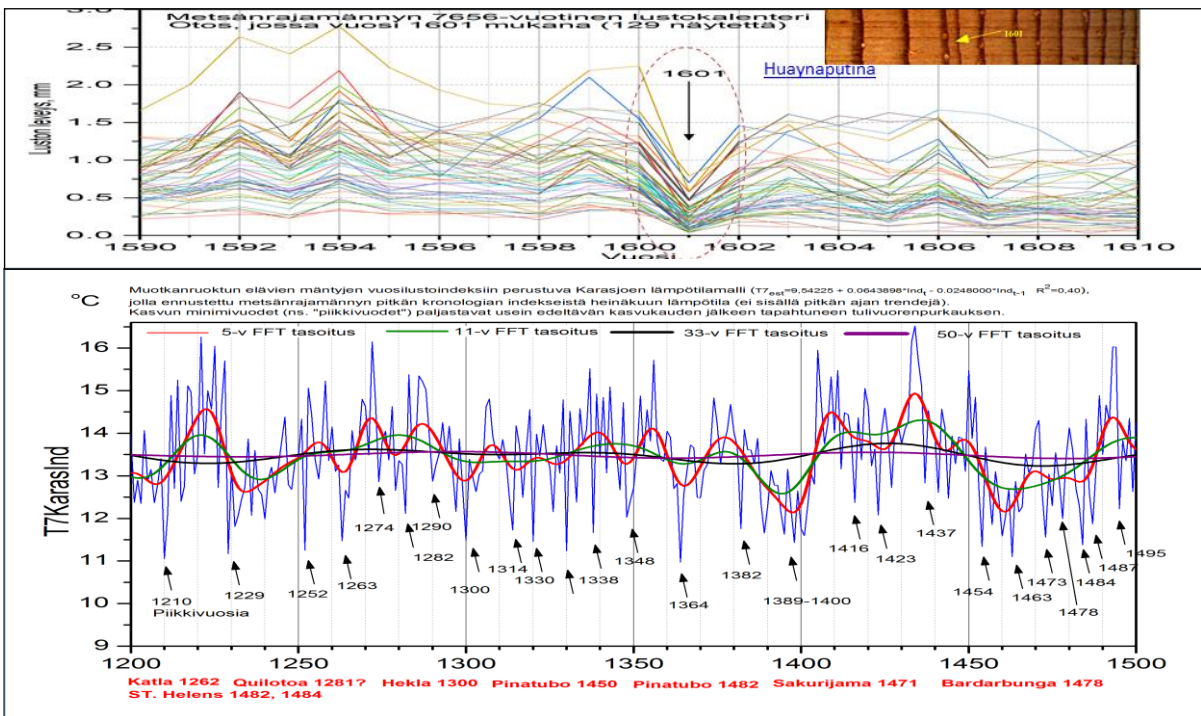 Metsänrajamännyn 7656-vuotinen lustokalenteri
Otos, jossa vuosi 1601 mukana (129 näytettä)
1601
Huaynaputina
1601
Luston leveys, mm
2.5
2.0
1.5
1.0
0.5
0.0
1590 1592 1594 1596 1598 1600 1602 1604 1606 1608 1610
Vuosi
°C
Muotkanruoktun elävien mäntyjen vuosilustoindeksiin perustuva Karasjoen lämpötilamalli (T7est=9,54225 + 0.0643898*Indt - 0.0248000*Indt-1 R2=0,40),
jolla ennustettu metsänrajamännyn pitkän kronologian indekseistä heinäkuun lämpötila (ei sisällä pitkän ajan trendejä).
Kasvun minimivuodet (ns. "piikkivuodet") paljastavat usein edeltävän kasvukauden jälkeen tapahtuneen tulivuorenpurkauksen.
5-v FFT tasoitus 11-v FFT tasoitus 33-v FFT tasoitus 50-v FFT tasoitus
T7KarasInd
16
15
14
13
12
11
10
9
1210
Piikkivuosia
1229
1252
1263
1274
1282
1290
1300
1314
1330
1338
1348
1364
1382
1389-1400
1416
1423
1437
1454
1463
1473
1478
1484
1487
1495
1200 1250 1300 1350 1400 1450 1500
Katla 1262 Quilotoa 1281? Hekla 1300 Pinatubo 1450 Pinatubo 1482 Sakurijama 1471 Bardarbunga 1478
ST. Helens 1482, 1484